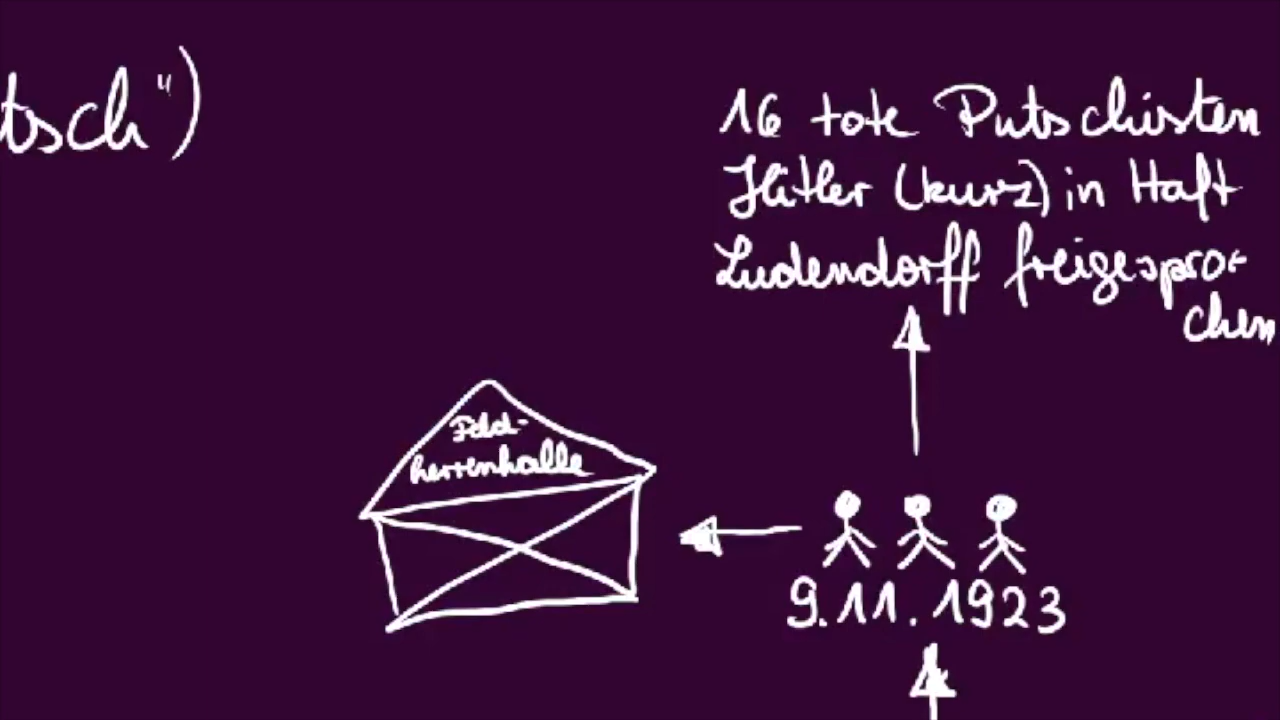 tsch")
16 tote Putschisten
Hitler (kurz) in Haft
Ludendorff freigespro-
chen
Feld-
herrenhalle
9.11.1923